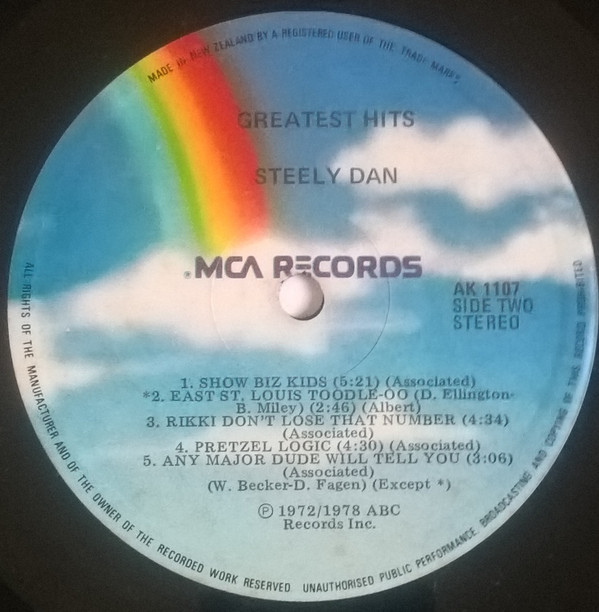 MADE IN NEW ZEALAND BY A REGISTERED USER OF THE TRADE MARKS
GREATEST HITS
STEELY DAN
MCA RECORDS
AK 1107
SIDE TWO
STEREO
1. SHOW BIZ KIDS (5:21) (Associated)
*2. EAST ST. LOUIS TOODLE-OO (D. Ellington-
B. Miley) (2:46) (Albert)
3. RIKKI DON'T LOSE THAT NUMBER (4:34)
(Associated)
4. PRETZEL LOGIC (4:30) (Associated)
5. ANY MAJOR DUDE WILL TELL YOU (3:06)
(Associated)
(W. Becker-D. Fagen) (Except *)
℗ 1972/1978 ABC
Records Inc.
ALL RIGHTS OF THE MANUFACTURER AND OF THE OWNER OF THE RECORDED WORK RESERVED UNAUTHORISED PUBLIC PERFORMANCE BROADCASTING AND COPYING OF THIS RECORD PROHIBITED